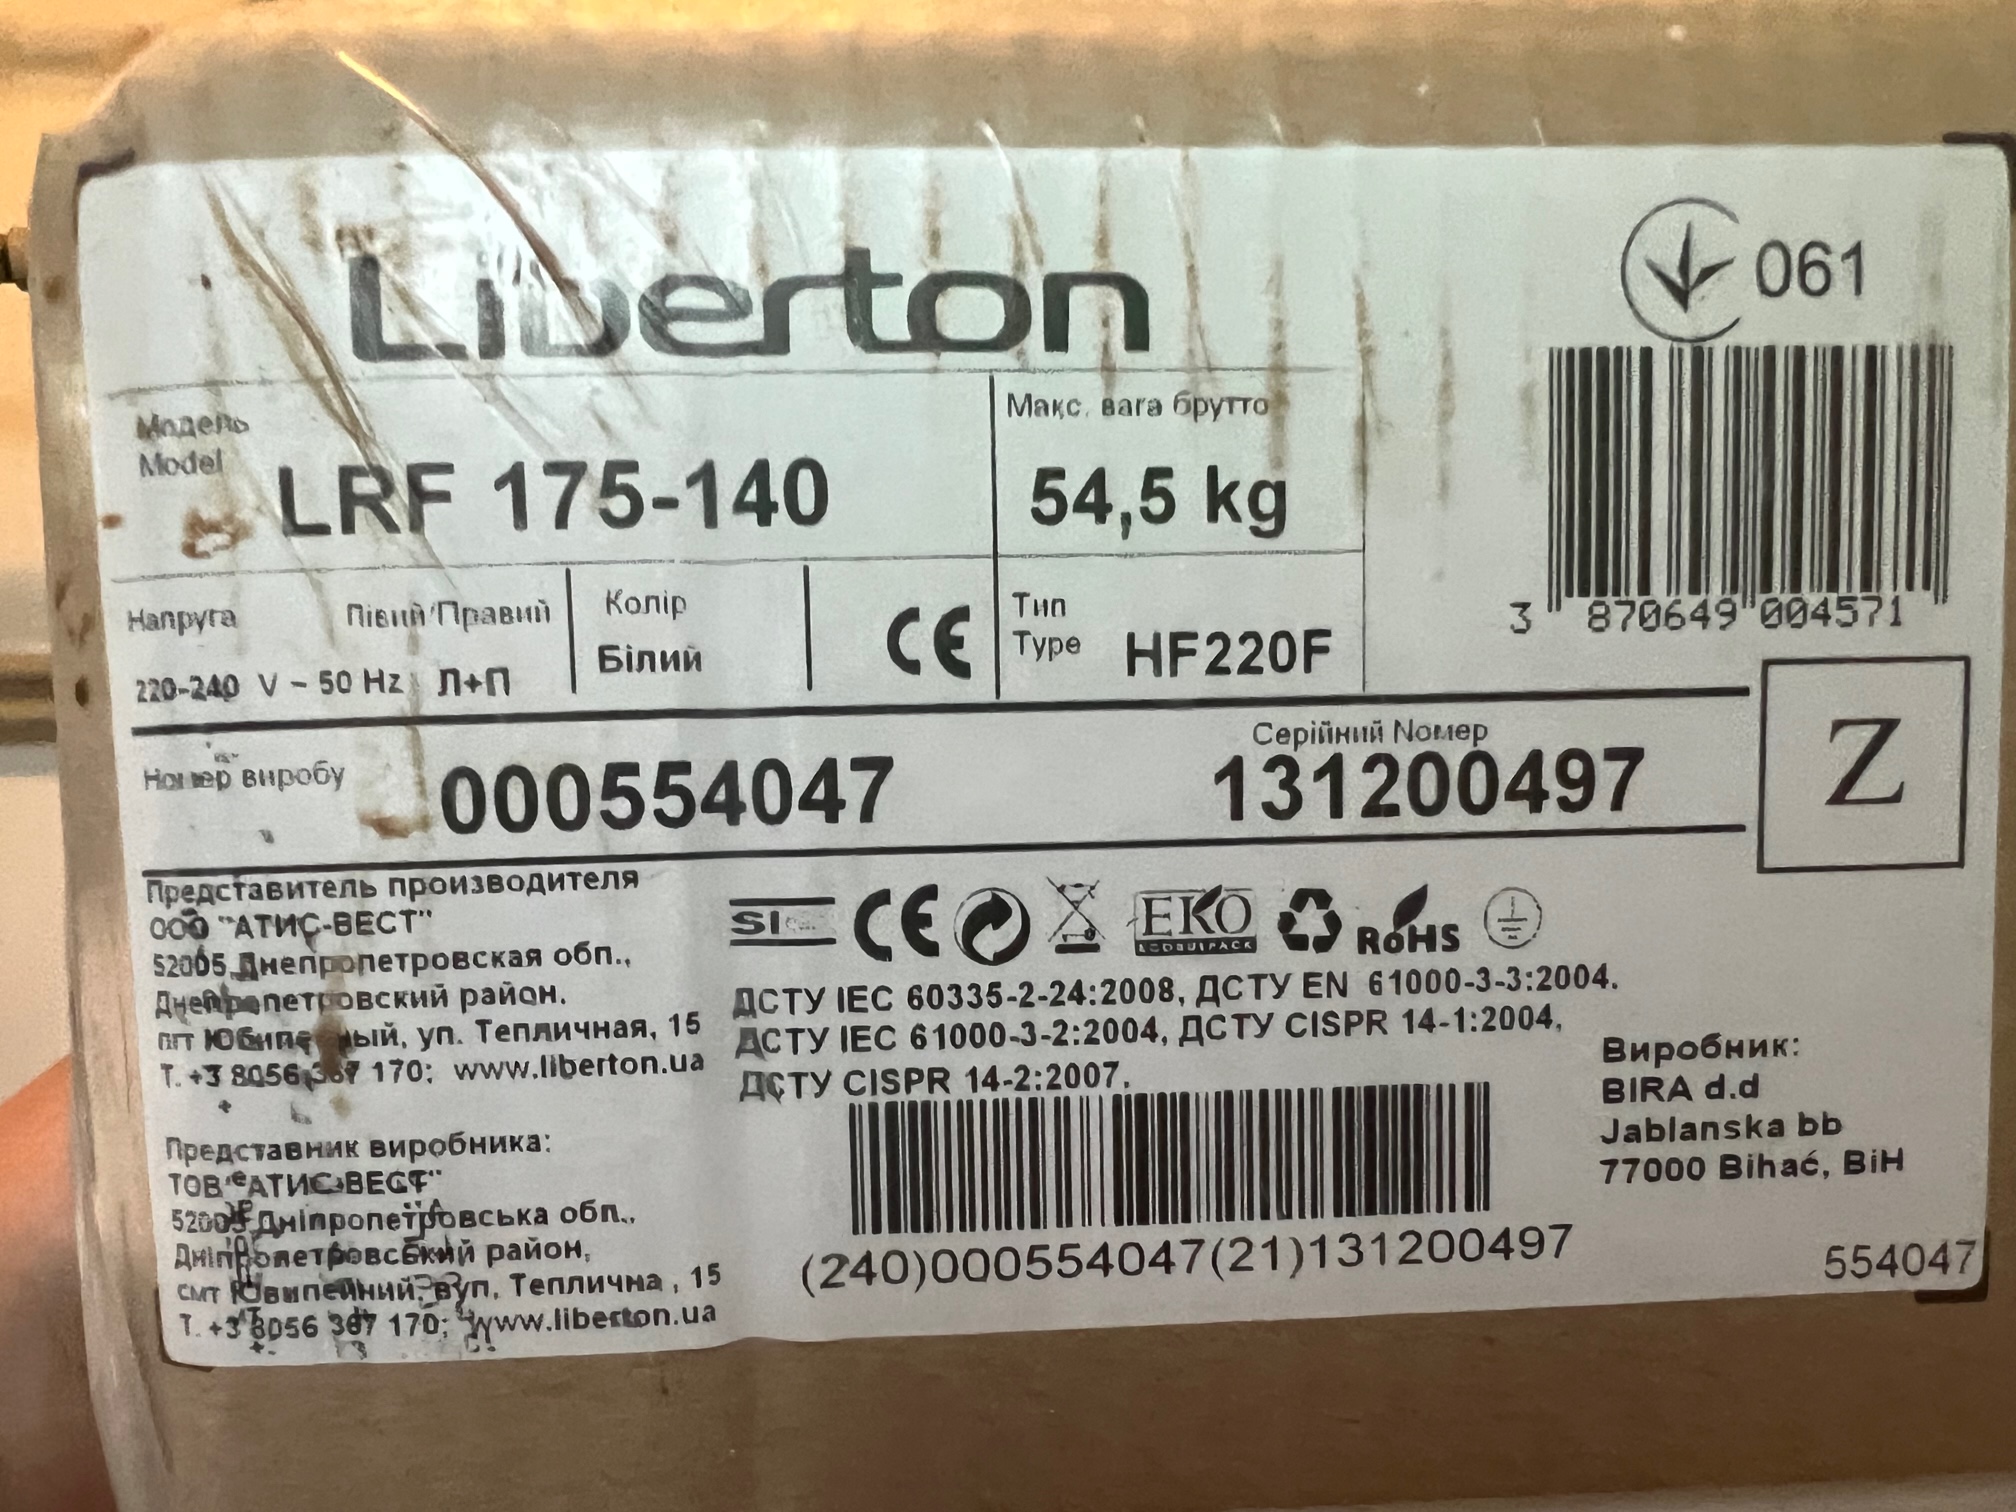 Liberton
061
Модель
Model
LRF 175-140
Макс. вага брутто
54,5 kg
3 870649 004571
Напруга
220-240 V ~ 50 Hz
Лівий/Правий
Л+П
Колір
Білий
CE
Тип
Type
HF220F
Номер виробу
000554047
Серійний Nомер
131200497
Z
Представитель производителя
ООО "АТИС-ВЕСТ"
52005 Днепропетровская обл.,
Днепропетровский район,
пгт Юбилейный, ул. Тепличная, 15
Т. +3 8056 367 170; www.liberton.ua
Представник виробника:
ТОВ "АТИС-ВЕСТ"
52005 Дніпропетровська обл.,
Дніпропетровський район,
смт Ювілейний, вул. Теплична , 15
Т. +3 8056 367 170; www.liberton.ua
CE EKO RoHS
ДСТУ IEC 60335-2-24:2008, ДСТУ EN 61000-3-3:2004.
ДСТУ IEC 61000-3-2:2004, ДСТУ CISPR 14-1:2004,
ДСТУ CISPR 14-2:2007.
(240)000554047(21)131200497
Виробник:
BIRA d.d
Jablanska bb
77000 Bihać, BiH
554047